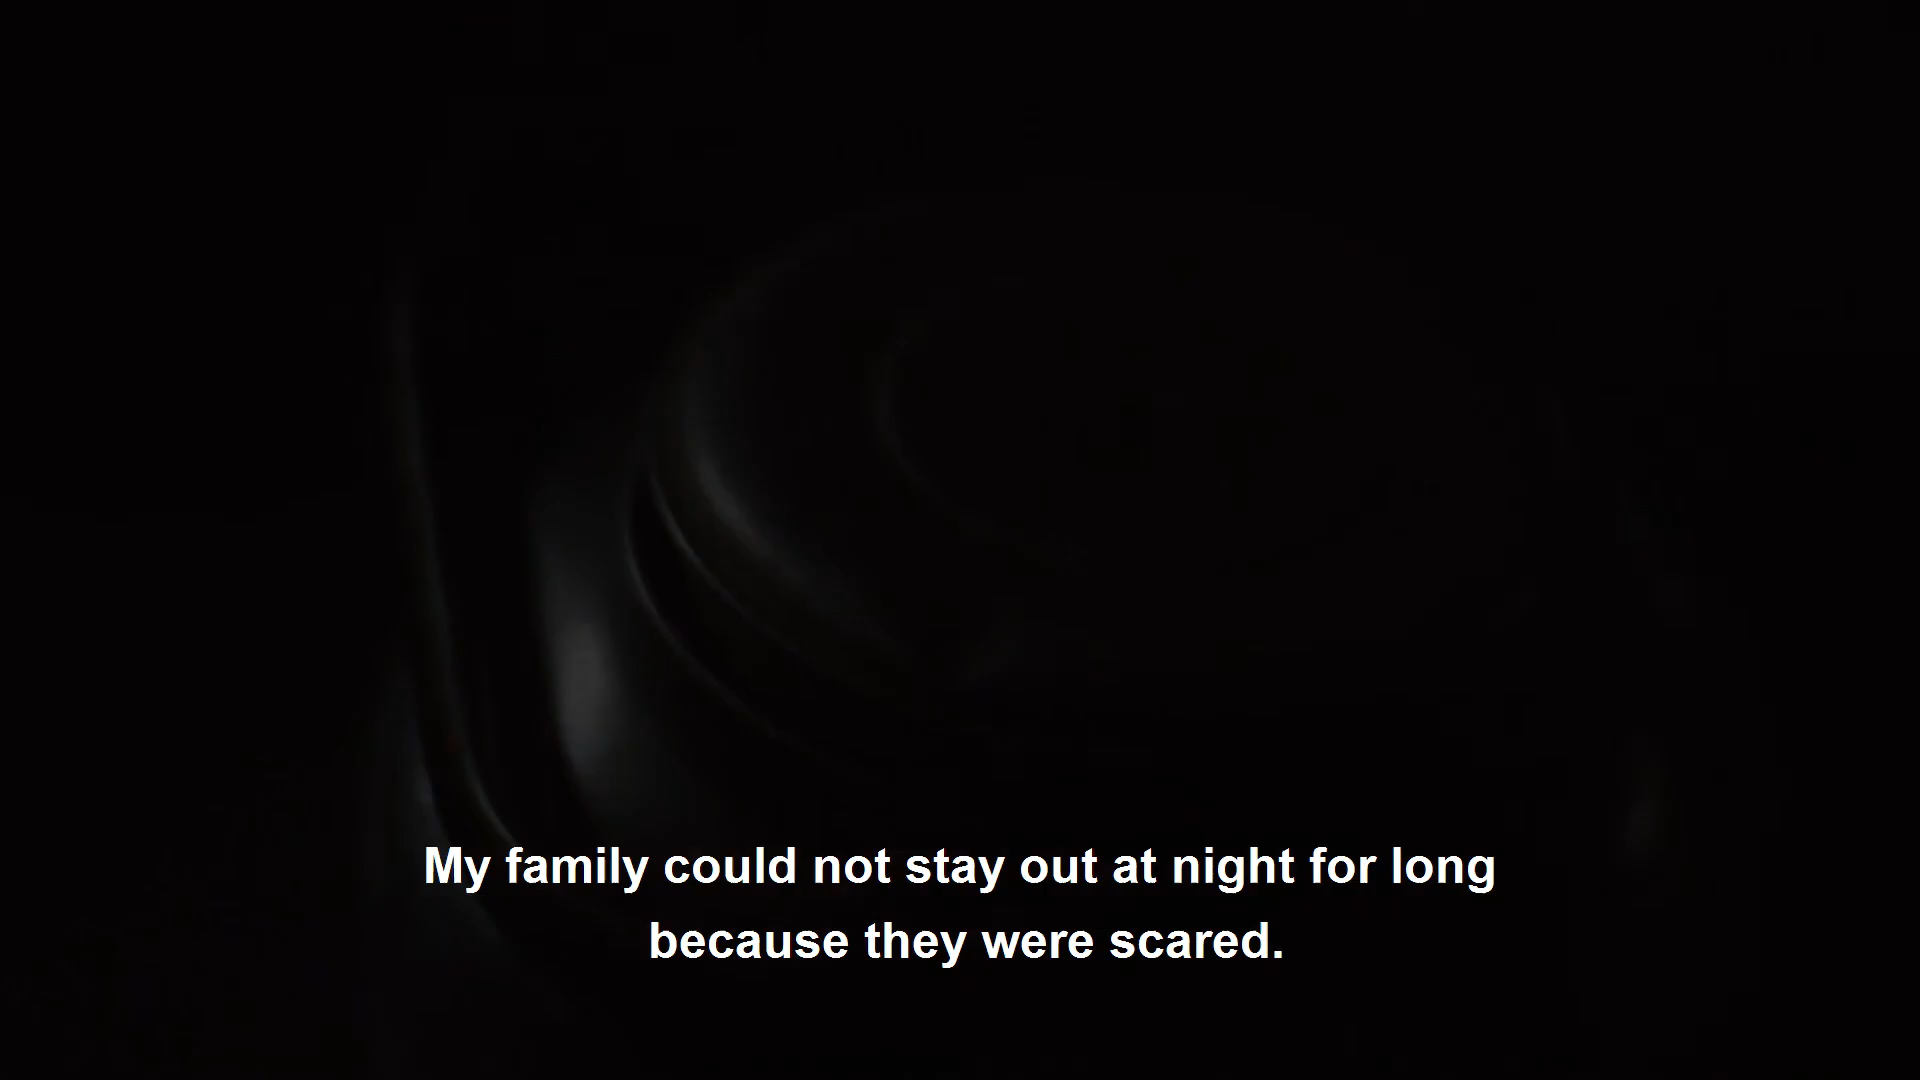 My family could not stay out at night for long
because they were scared.